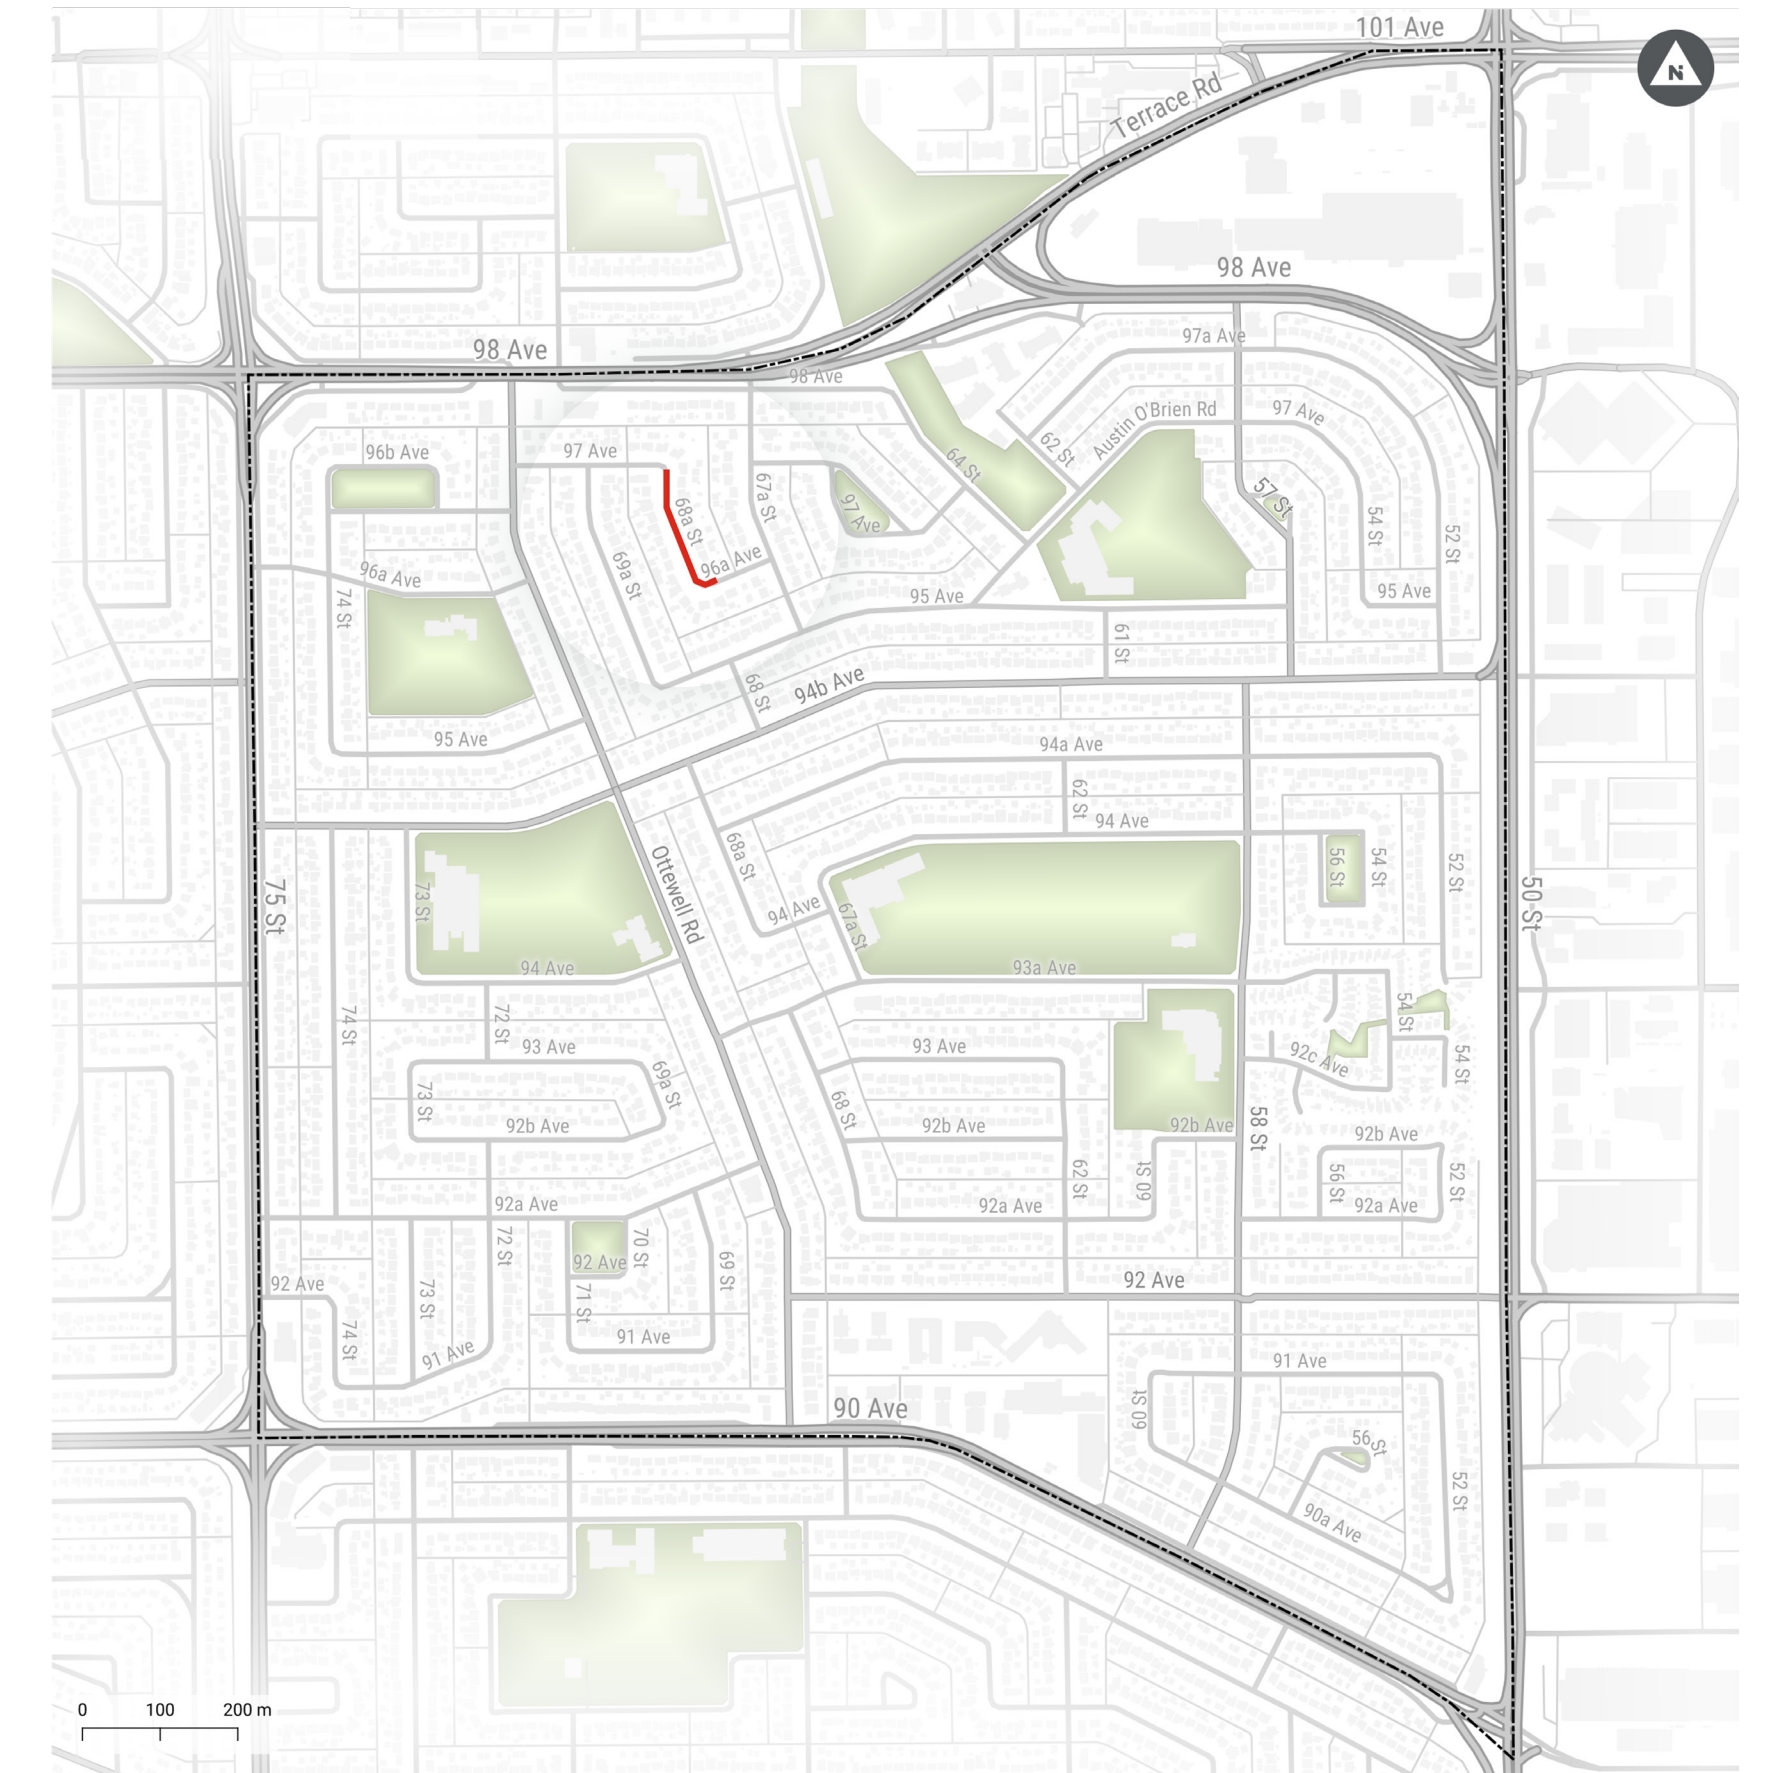 101 Ave
N
Terrace Rd
98 Ave
97a Ave
98 Ave
98 Ave
97 Ave
Austin O'Brien Rd
62 St
64 St
97 Ave
96b Ave
67a St
57 St
97 Ave
68a St
54 St
52 St
96a Ave
69a St
96a Ave
74 St
95 Ave
95 Ave
61 St
94b Ave
68 St
95 Ave
94a Ave
62 St
94 Ave
68a St
56 St
54 St
52 St
Ottewell Rd
75 St
73 St
94 Ave
67a St
50 St
94 Ave
93a Ave
74 St
72 St
54 St
93 Ave
93 Ave
92c Ave
54 St
69a St
73 St
68 St
92b Ave
92b Ave
92b Ave
58 St
92b Ave
62 St
60 St
56 St
52 St
92a Ave
92a Ave
92a Ave
72 St
70 St
92 Ave
69 St
92 Ave
92 Ave
73 St
71 St
74 St
91 Ave
91 Ave
91 Ave
60 St
90 Ave
56 St
52 St
90a Ave
0 100 200 m